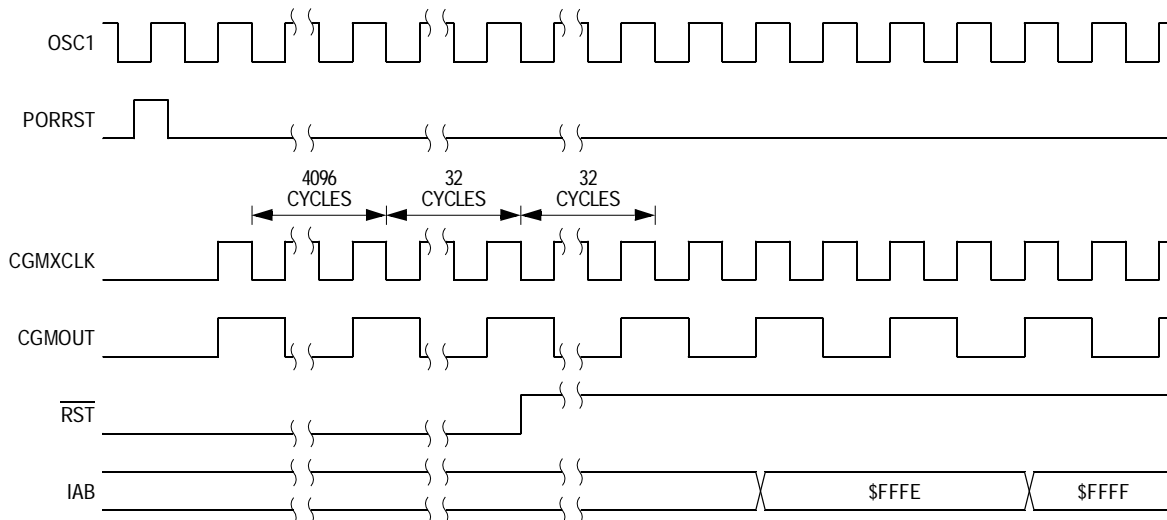 OSC1
PORRST
4096
CYCLES
32
CYCLES
32
CYCLES
CGMXCLK
CGMOUT
RST
IAB
$FFFE
$FFFF